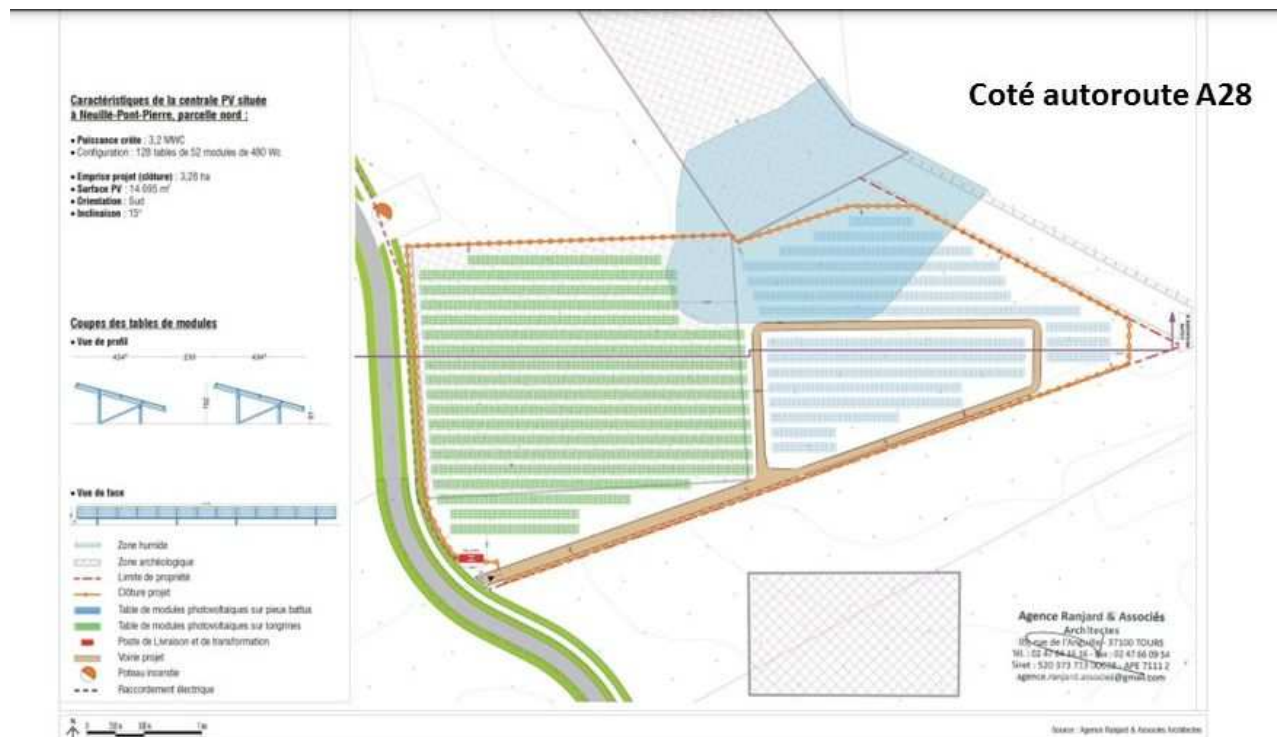 Coté autoroute A28
Caractéristiques de la centrale PV située
à Neuillé-Pont-Pierre, parcelle nord :
• Puissance crête : 3,2 MWC
• Configuration : 128 tables de 52 modules de 480 Wc
• Emprise projet (clôture) : 3,28 ha
• Surface PV : 14 695 m²
• Orientation : Sud
• Inclinaison : 15°
Coupes des tables de modules
• Vue de profil
• Vue de face
Zone humide
Zone archéologique
Limite de propriété
Clôture projet
Table de modules photovoltaïques sur pieux battus
Table de modules photovoltaïques sur longrines
Poste de Livraison et de transformation
Voirie projet
Poteau incendie
Raccordement électrique
N
Agence Ranjard & Associés
Architectes
rue de l'Anguille - 37100 TOURS
agence.ranjard.associes@gmail.com
Source : Agence Ranjard & Associés Architectes